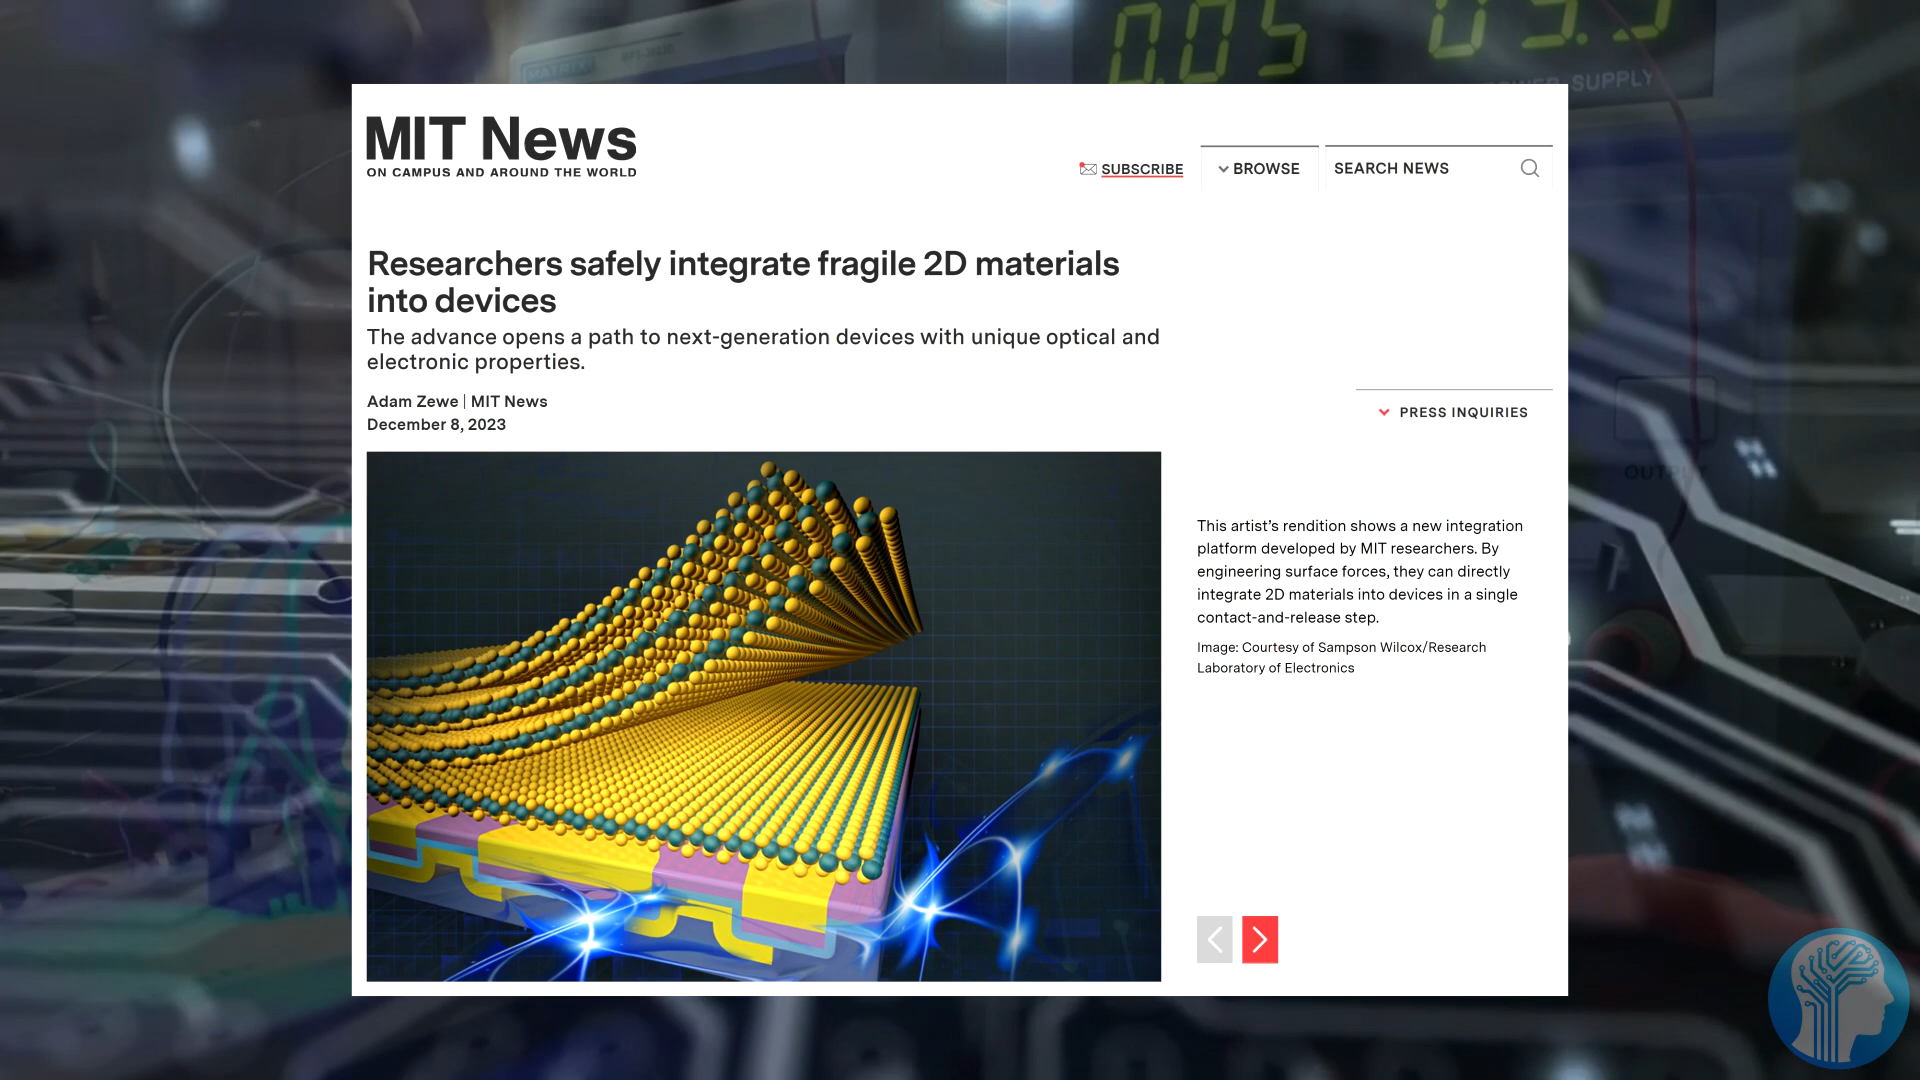 0.05
POWER SUPPLY
MIT News
ON CAMPUS AND AROUND THE WORLD
SUBSCRIBE
BROWSE
SEARCH NEWS
Researchers safely integrate fragile 2D materials
into devices
The advance opens a path to next-generation devices with unique optical and
electronic properties.
Adam Zewe | MIT News
December 8, 2023
PRESS INQUIRIES
OUTPUT
This artist’s rendition shows a new integration
platform developed by MIT researchers. By
engineering surface forces, they can directly
integrate 2D materials into devices in a single
contact-and-release step.
Image: Courtesy of Sampson Wilcox/Research
Laboratory of Electronics